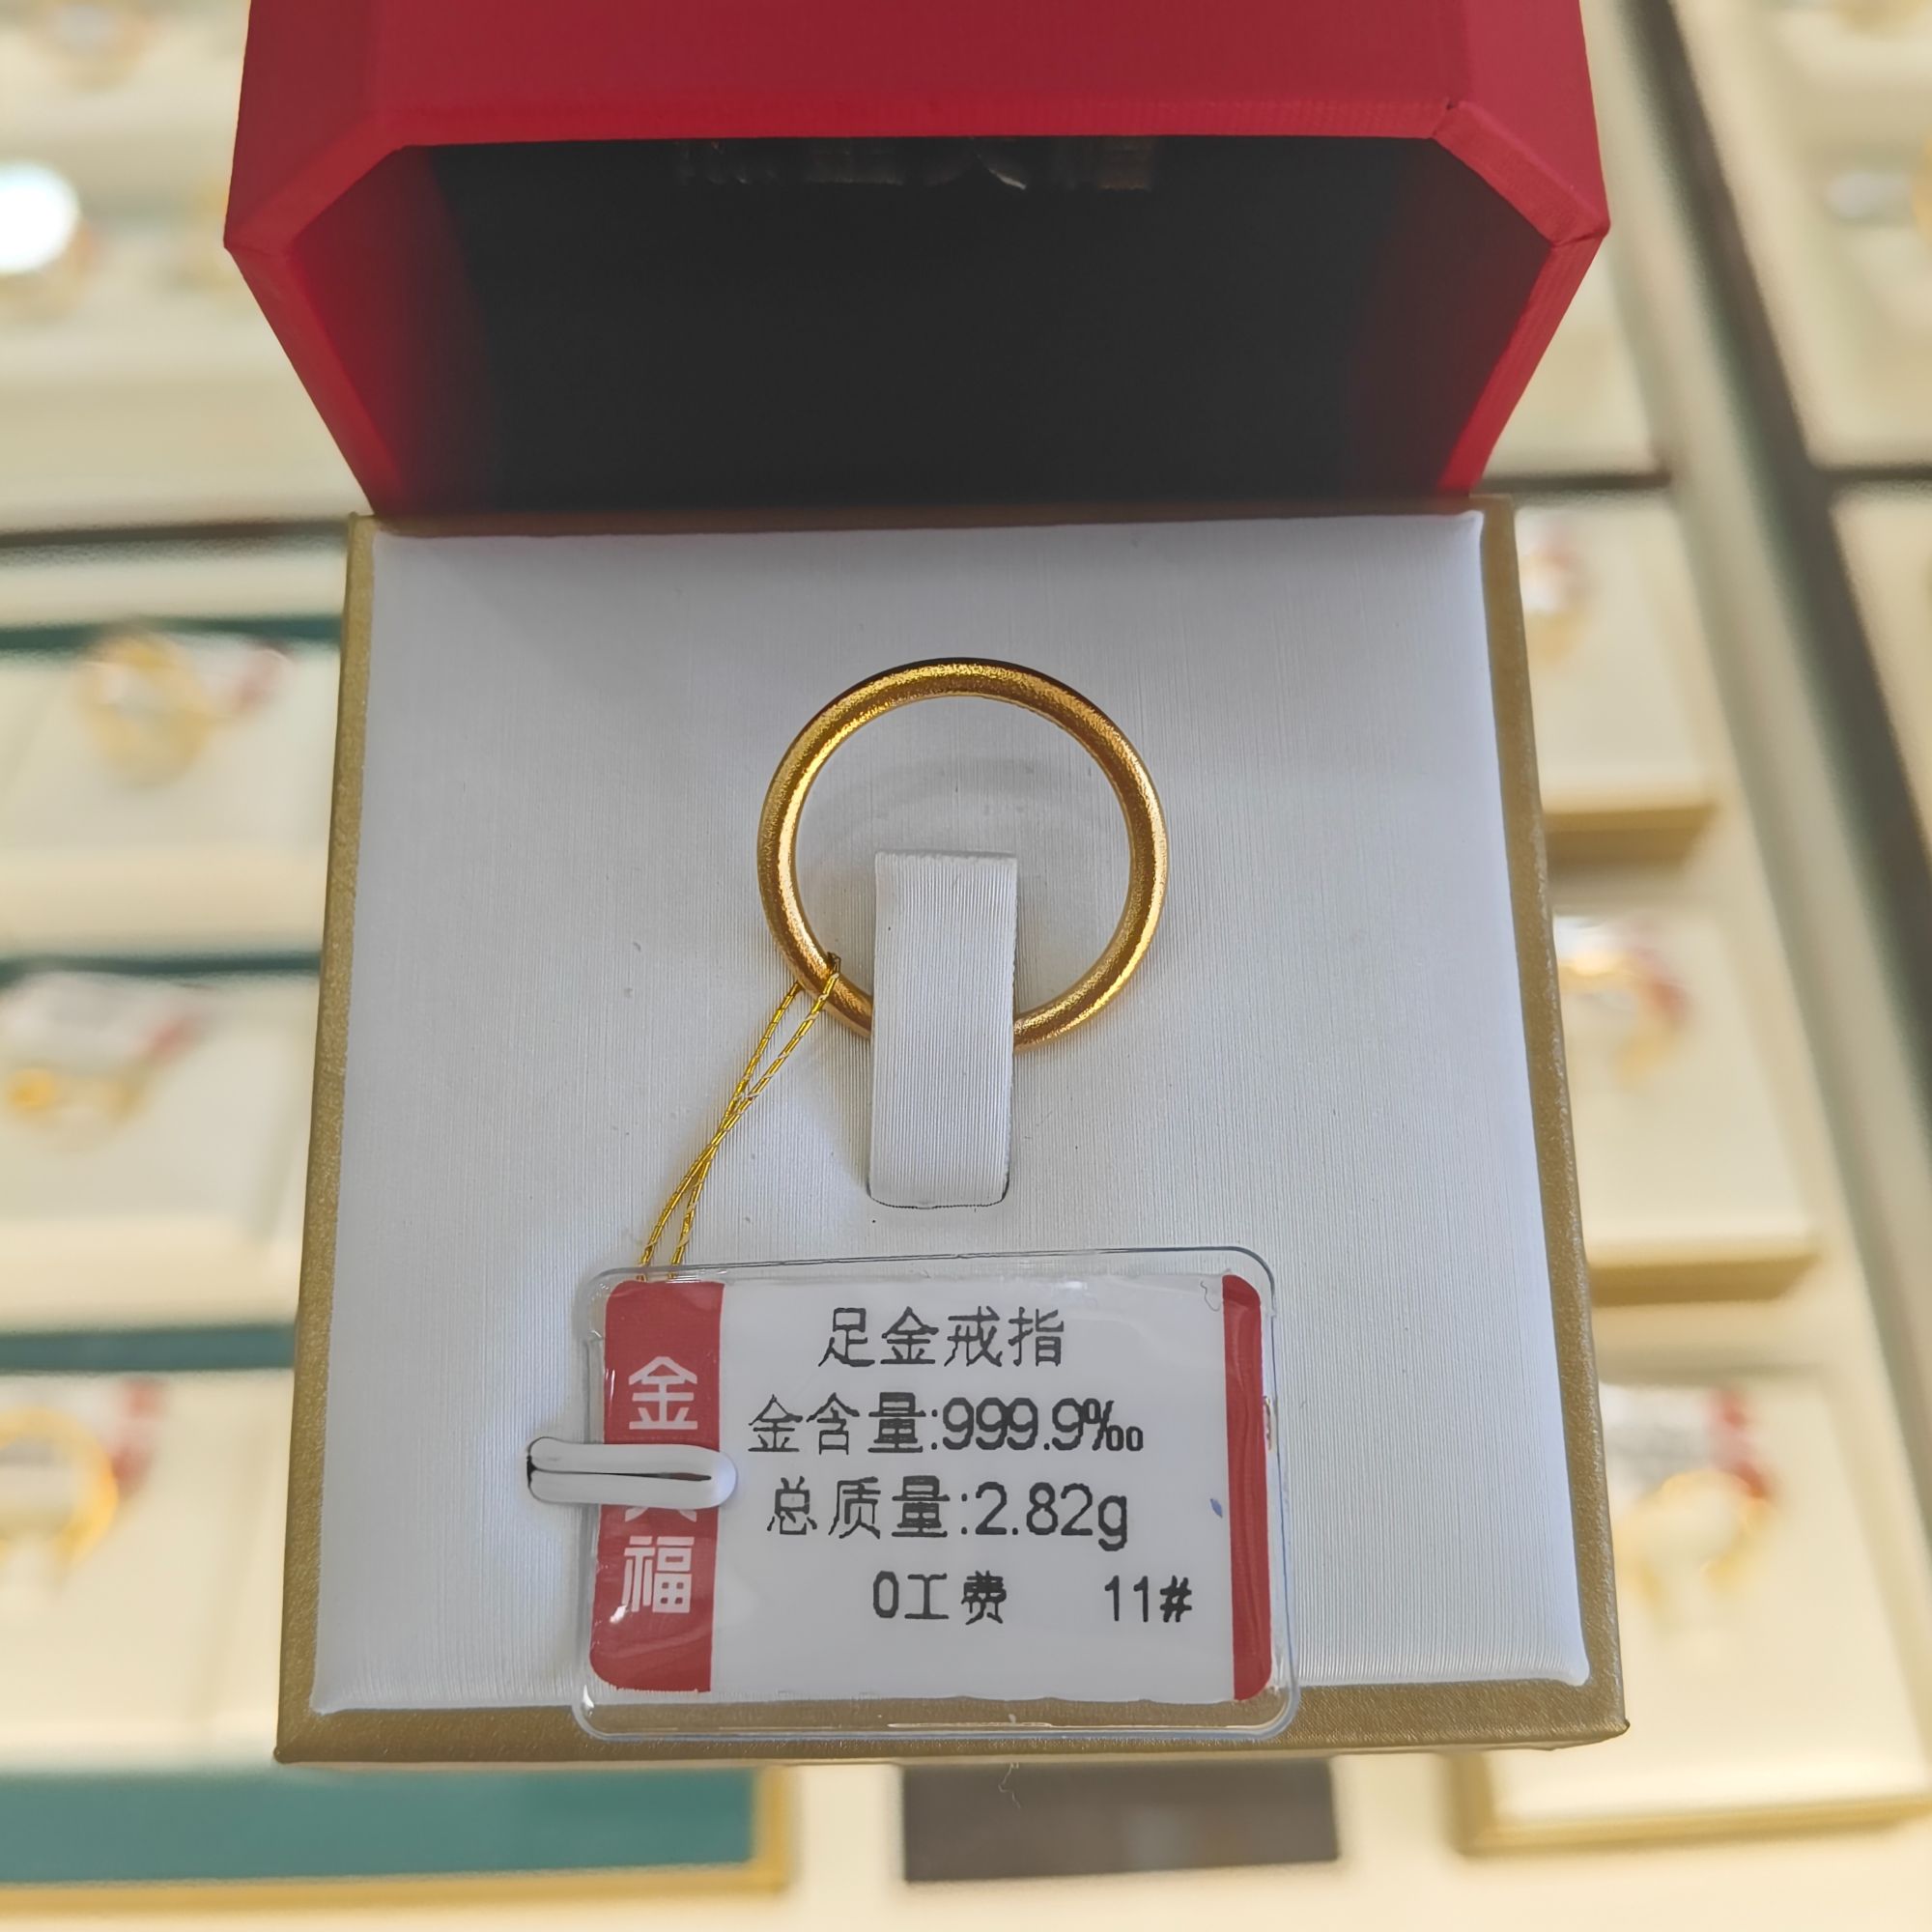 足金戒指
金含量:999.9‰
总质量:2.82g
0工费 11#
金
福